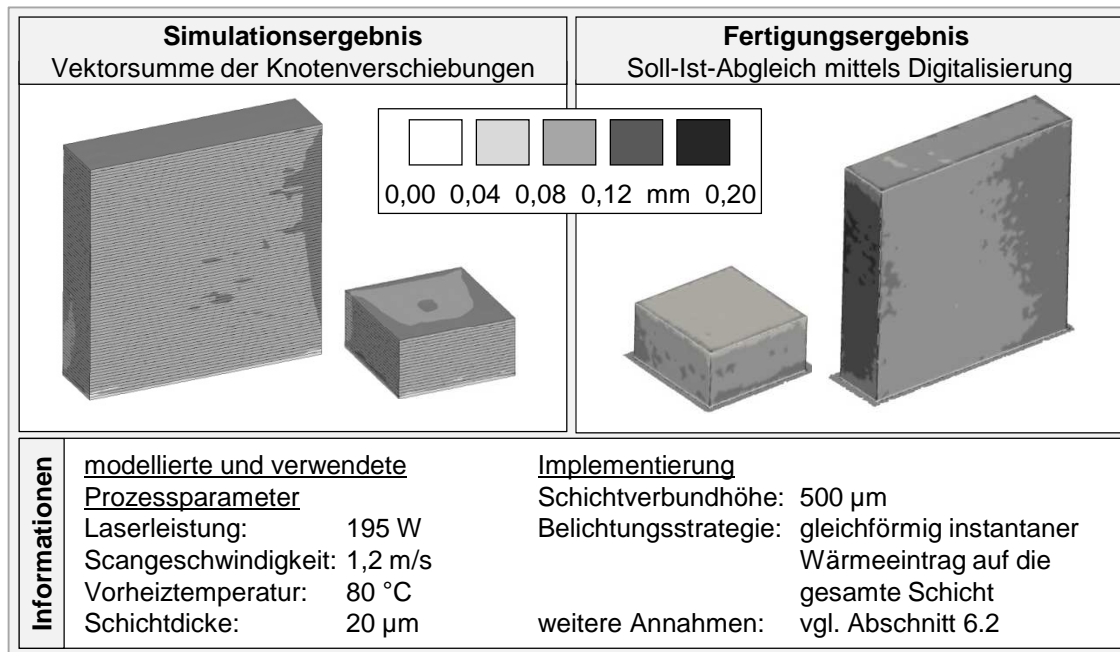 Simulationsergebnis
Vektorsumme der Knotenverschiebungen
Fertigungsergebnis
Soll-Ist-Abgleich mittels Digitalisierung
0,00 0,04 0,08 0,12 mm 0,20
Informationen
modellierte und verwendete
Prozessparameter
Laserleistung: 195 W
Scangeschwindigkeit: 1,2 m/s
Vorheiztemperatur: 80 °C
Schichtdicke: 20 µm
Implementierung
Schichtverbundhöhe: 500 µm
Belichtungsstrategie: gleichförmig instantaner
Wärmeeintrag auf die
gesamte Schicht
weitere Annahmen: vgl. Abschnitt 6.2